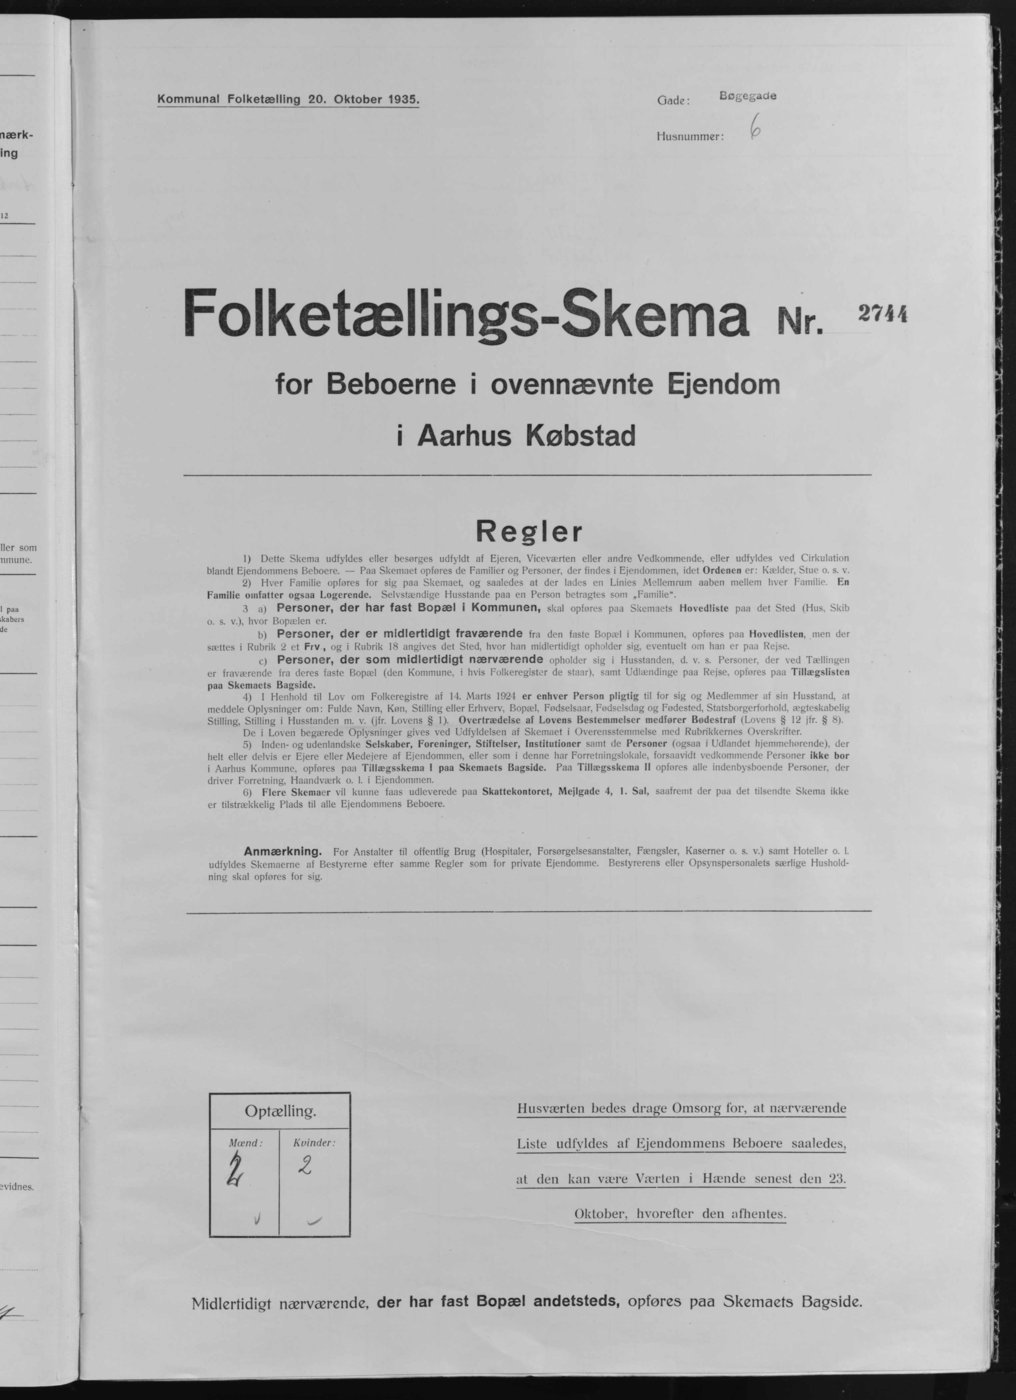 Kommunal Folketælling 20. Oktober 1935.
Gade: Bøgegade
Husnummer: 6
Folketællings-Skema Nr. 2744
for Beboerne i ovennævnte Ejendom
i Aarhus Købstad
Regler
1) Dette Skema udfyldes eller besørges udfyldt af Ejeren, Viceværten eller andre Vedkommende, eller udfyldes ved Cirkulation
blandt Ejendommens Beboere. — Paa Skemaet opføres de Familier og Personer, der findes i Ejendommen, idet Ordenen er: Kælder, Stue o. s. v.
2) Hver Familie opføres for sig paa Skemaet, og saaledes at der lades en Linies Mellemrum aaben mellem hver Familie. En
Familie omfatter ogsaa Logerende. Selvstændige Husstande paa en Person betragtes som „Familie".
3 a) Personer, der har fast Bopæl i Kommunen, skal opføres paa Skemaets Hovedliste paa det Sted (Hus, Skib
o. s. v.), hvor Bopælen er.
b) Personer, der er midlertidigt fraværende fra den faste Bopæl i Kommunen, opføres paa Hovedlisten, men der
sættes i Rubrik 2 et Frv., og i Rubrik 18 angives det Sted, hvor han midlertidigt opholder sig, eventuelt om han er paa Rejse.
c) Personer, der som midlertidigt nærværende opholder sig i Husstanden, d. v. s. Personer, der ved Tællingen
er fraværende fra deres faste Bopæl (den Kommune, i hvis Folkeregister de staar), samt Udlændinge paa Rejse, opføres paa Tillægslisten
paa Skemaets Bagside.
4) I Henhold til Lov om Folkeregistre af 14. Marts 1924 er enhver Person pligtig til for sig og Medlemmer af sin Husstand, at
meddele Oplysninger om: Fulde Navn, Køn, Stilling eller Erhverv, Bopæl, Fødselsaar, Fødselsdag og Fødested, Statsborgerforhold, ægteskabelig
Stilling, Stilling i Husstanden m. v. (jfr. Lovens § 1). Overtrædelse af Lovens Bestemmelser medfører Bødestraf (Lovens § 12 jfr. § 8).
De i Loven begærede Oplysninger gives ved Udfyldelsen af Skemaet i Overensstemmelse med Rubrikkernes Overskrifter.
5) Inden- og udenlandske Selskaber, Foreninger, Stiftelser, Institutioner samt de Personer (ogsaa i Udlandet hjemmehørende), der
helt eller delvis er Ejere eller Medejere af Ejendommen, eller som i denne har Forretningslokale, forsaavidt vedkommende Personer ikke bor
i Aarhus Kommune, opføres paa Tillægsskema I paa Skemaets Bagside. Paa Tillægsskema II opføres alle indenbysboende Personer, der
driver Forretning, Haandværk o. l. i Ejendommen.
6) Flere Skemaer vil kunne faas udleverede paa Skattekontoret, Mejlgade 4, 1. Sal, saafremt der paa det tilsendte Skema ikke
er tilstrækkelig Plads til alle Ejendommens Beboere.
Anmærkning. For Anstalter til offentlig Brug (Hospitaler, Forsørgelsesanstalter, Fængsler, Kaserner o. s. v.) samt Hoteller o. l.
udfyldes Skemaerne af Bestyrerne efter samme Regler som for private Ejendomme. Bestyrerens eller Opsynspersonalets særlige Hushold-
ning skal opføres for sig.
Optælling.
Mænd: Kvinder:
2 2
Husværten bedes drage Omsorg for, at nærværende
Liste udfyldes af Ejendommens Beboere saaledes,
at den kan være Værten i Hænde senest den 23.
Oktober, hvorefter den afhentes.
Midlertidigt nærværende, der har fast Bopæl andetsteds, opføres paa Skemaets Bagside.
mærk-
ing
12
ller som
mmune.
l paa
skabers
de
evidnes.